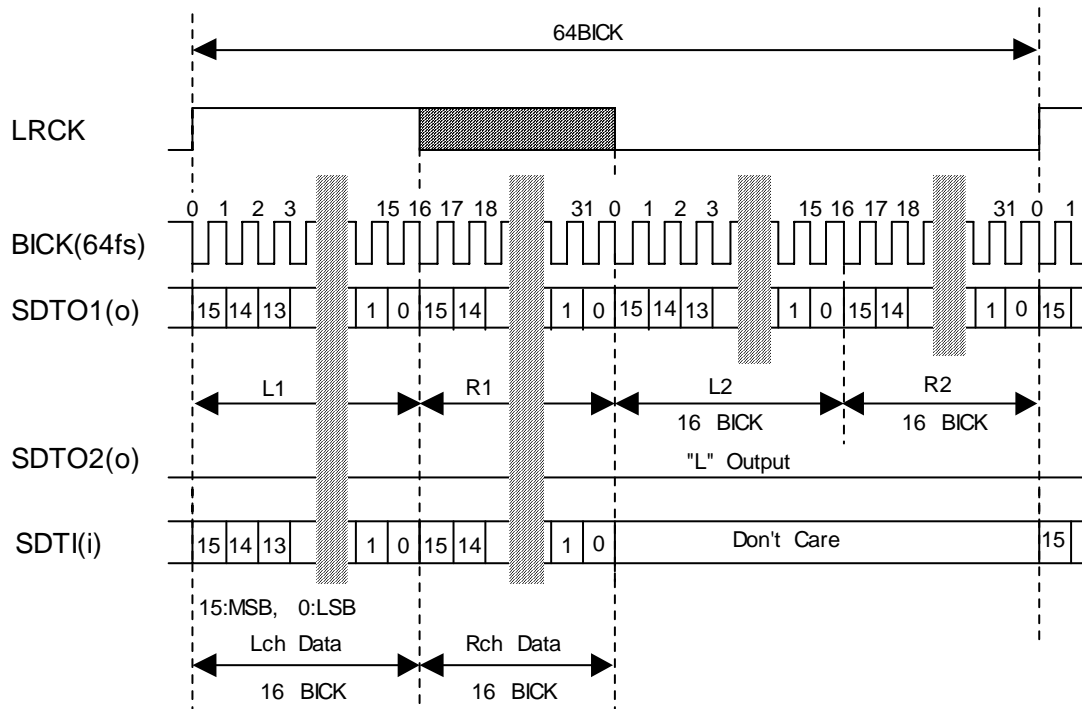 64BICK
LRCK
0 1 2 3 15 16 17 18 31 0 1 2 3 15 16 17 18 31 0 1
BICK(64fs)
SDTO1(o) 15 14 13 1 0 15 14 1 0 15 14 13 1 0 15 14 1 0 15
L1 R1 L2 R2
16 BICK 16 BICK
SDTO2(o) "L" Output
SDTI(i) 15 14 13 1 0 15 14 1 0 Don't Care 15
15:MSB, 0:LSB
Lch Data Rch Data
16 BICK 16 BICK